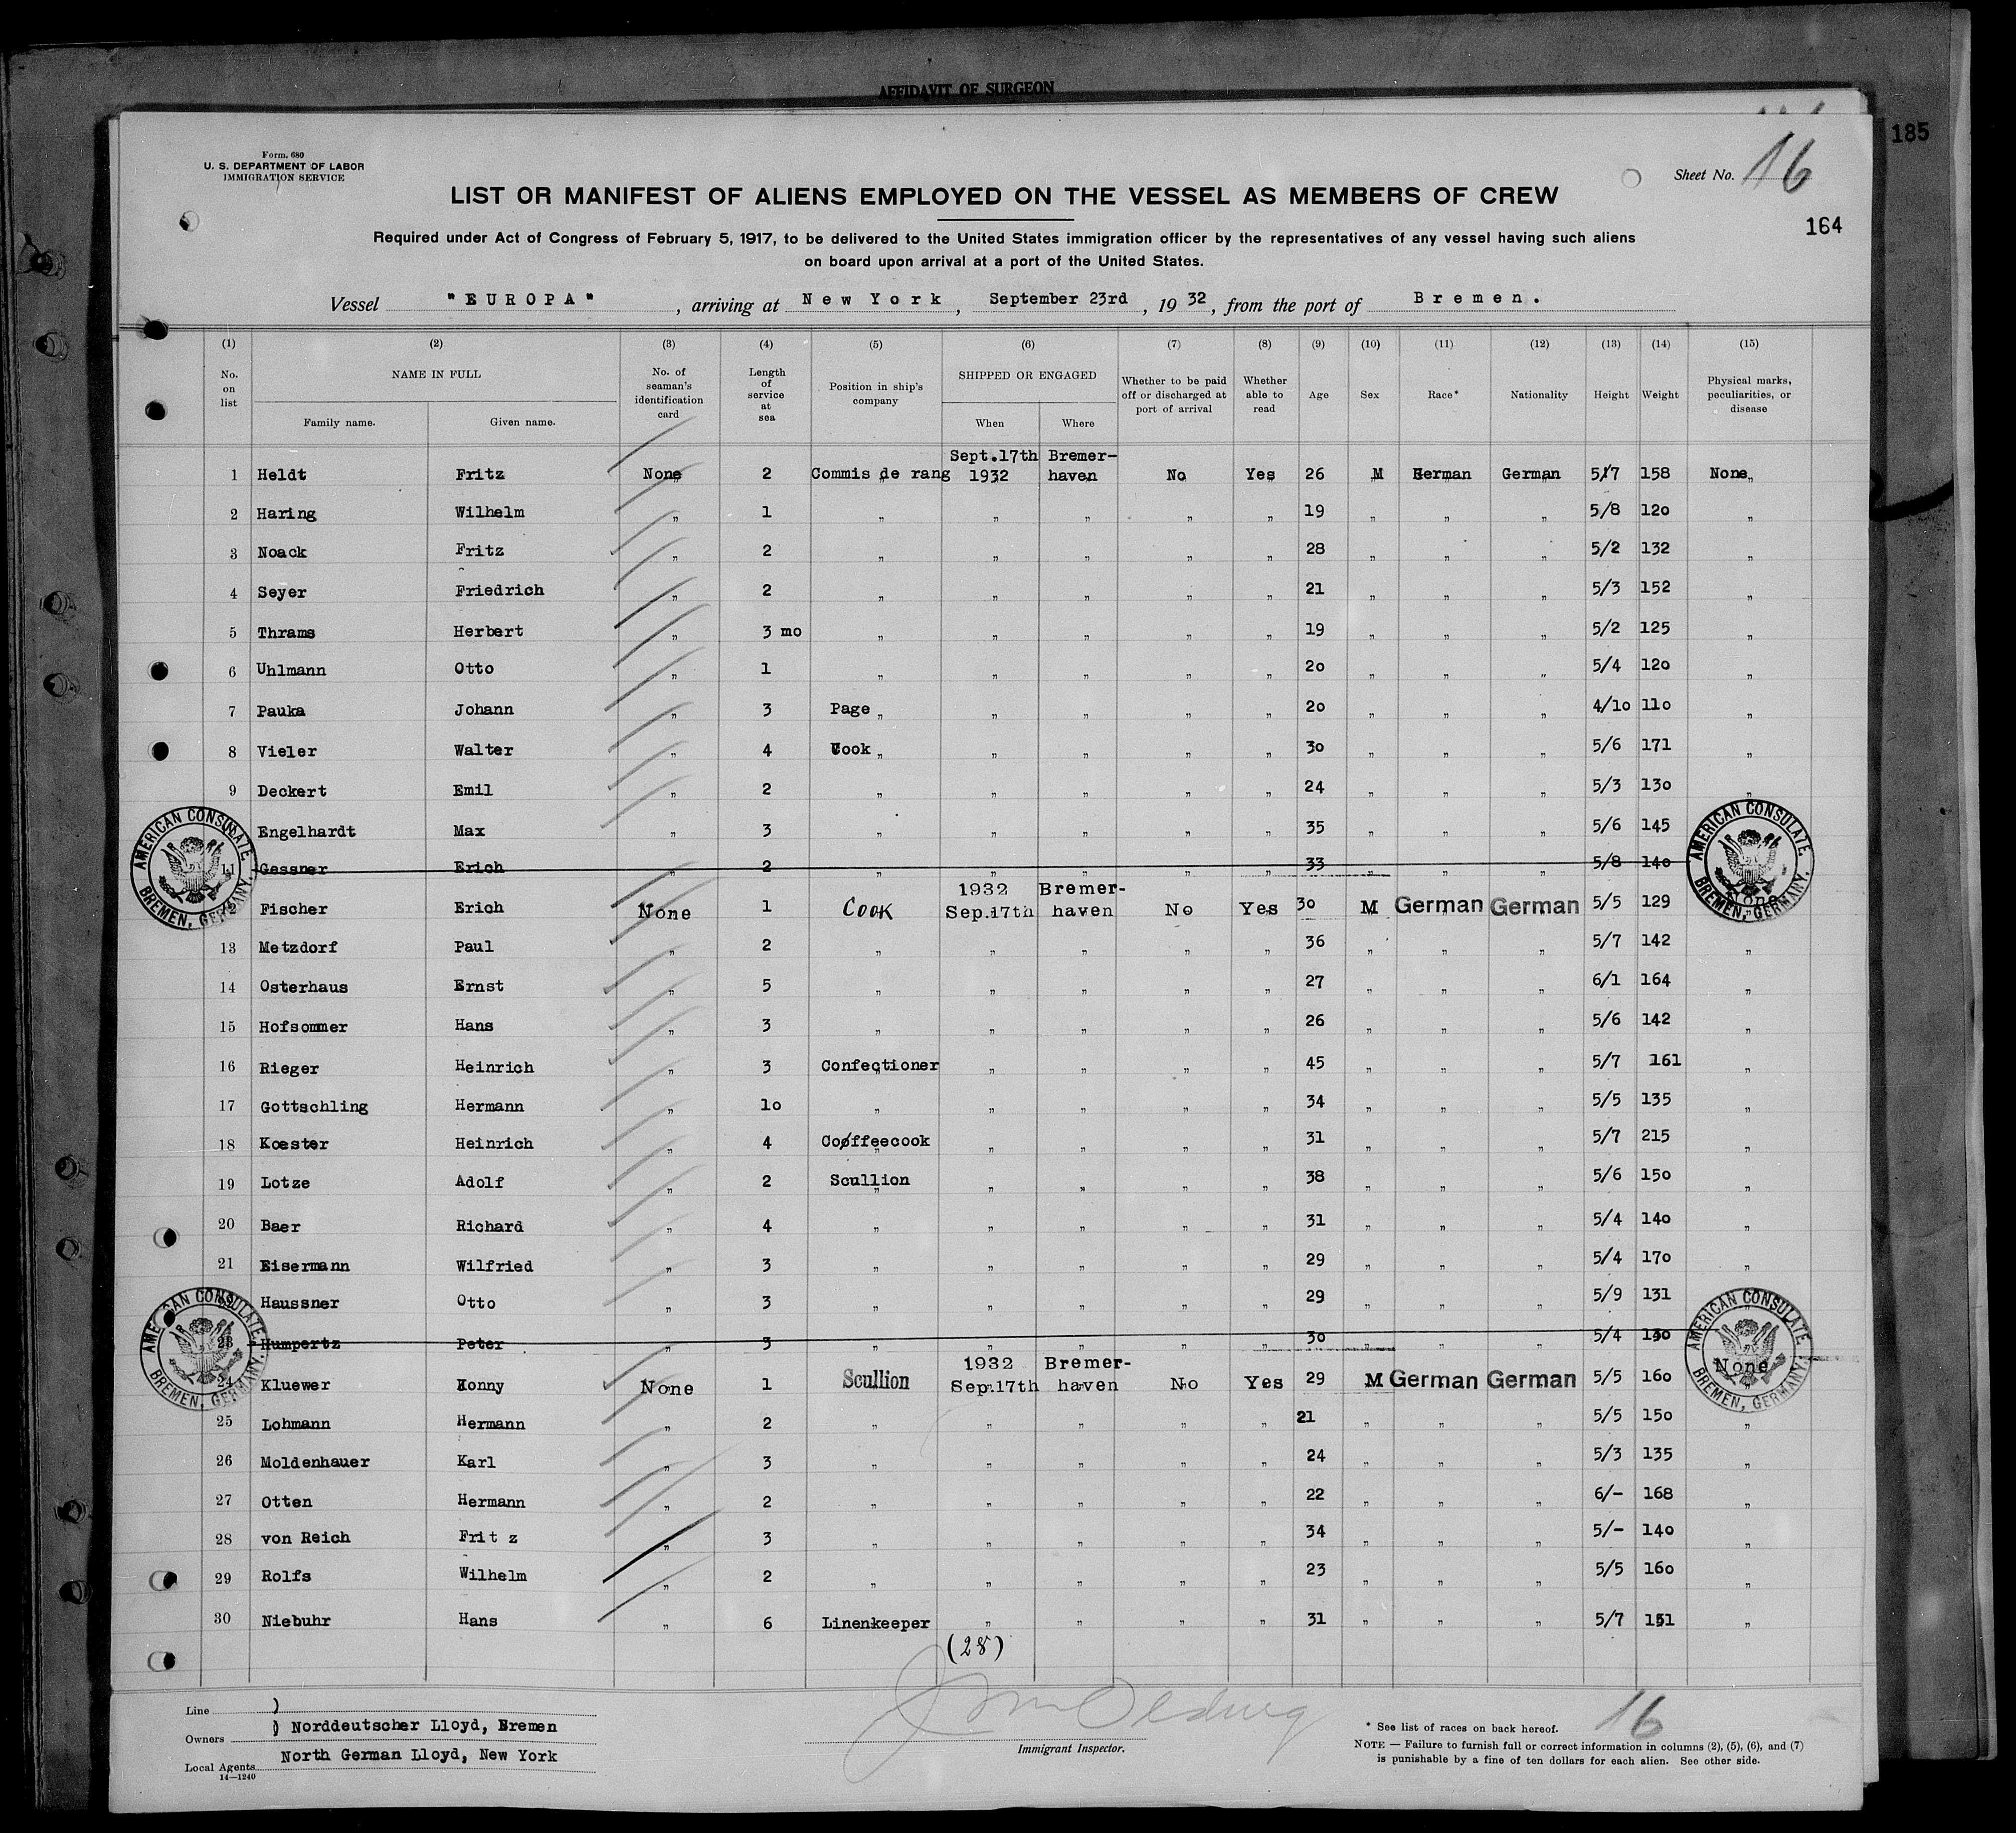 AFFIDAVIT OF SURGEON
185
Form. 680
U. S. DEPARTMENT OF LABOR
IMMIGRATION SERVICE
Sheet No. 16
164
LIST OR MANIFEST OF ALIENS EMPLOYED ON THE VESSEL AS MEMBERS OF CREW
Required under Act of Congress of February 5, 1917, to be delivered to the United States immigration officer by the representatives of any vessel having such aliens
on board upon arrival at a port of the United States.
Vessel "EUROPA", arriving at New York, September 23rd, 1932, from the port of Bremen.
(1) (2) (3) (4) (5) (6) (7) (8) (9) (10) (11) (12) (13) (14) (15)
No. on list NAME IN FULL Family name. Given name. No. of seaman's identification card Length of service at sea Position in ship's company SHIPPED OR ENGAGED When Where Whether to be paid off or discharged at port of arrival Whether able to read Age Sex Race* Nationality Height Weight Physical marks, peculiarities, or disease
1 Heldt Fritz None 2 Commis de rang Sept.17th 1932 Bremer-haven No Yes 26 M German German 5/7 158 None
2 Haring Wilhelm " 1 " " " " " 19 " " " 5/8 120 "
3 Noack Fritz " 2 " " " " " 28 " " " 5/2 132 "
4 Seyer Friedrich " 2 " " " " " 21 " " " 5/3 152 "
5 Thrams Herbert " 3 mo " " " " " 19 " " " 5/2 125 "
6 Uhlmann Otto " 1 " " " " " 20 " " " 5/4 120 "
7 Pauka Johann " 3 Page " " " " 20 " " " 4/10 110 "
8 Vieler Walter " 4 Cook " " " " 30 " " " 5/6 171 "
9 Deckert Emil " 2 " " " " " 24 " " " 5/3 130 "
Engelhardt Max " 3 " " " " " 35 " " " 5/6 145
11 Gessner Erich " 2 " " " " " 33 " " " 5/8 140
12 Fischer Erich None 1 Cook 1932 Sep.17th Bremer-haven No Yes 30 M German German 5/5 129 None
13 Metzdorf Paul " 2 " " " " " 36 " " " 5/7 142 "
14 Osterhaus Ernst " 5 " " " " " 27 " " " 6/1 164 "
15 Hofsommer Hans " 3 " " " " " 26 " " " 5/6 142 "
16 Rieger Heinrich " 3 Confectioner " " " " 45 " " " 5/7 161 "
17 Gottschling Hermann " 10 " " " " " 34 " " " 5/5 135 "
18 Koester Heinrich " 4 Coffeecook " " " " 31 " " " 5/7 215 "
19 Lotze Adolf " 2 Scullion " " " " 38 " " " 5/6 150 "
20 Baer Richard " 4 " " " " " 31 " " " 5/4 140 "
21 Eisermann Wilfried " 3 " " " " " 29 " " " 5/4 170 "
Haussner Otto " 3 " " " " " 29 " " " 5/9 131
23 Humpertz Peter " 3 " " " " " 30 " " " 5/4 130
24 Kluewer Konny None 1 Scullion 1932 Sep.17th Bremer-haven No Yes 29 M German German 5/5 160 None
25 Lohmann Hermann " 2 " " " " " 21 " " " 5/5 150 "
26 Moldenhauer Karl " 3 " " " " " 24 " " " 5/3 135 "
27 Otten Hermann " 2 " " " " " 22 " " " 6/- 168 "
28 von Reich Fritz " 3 " " " " " 34 " " " 5/- 140 "
29 Rolfs Wilhelm " 2 " " " " " 23 " " " 5/5 160 "
30 Niebuhr Hans " 6 Linenkeeper " " " " 31 " " " 5/7 151 "
(28)
AMERICAN CONSULATE, BREMEN, GERMANY.
AMERICAN CONSULATE, BREMEN, GERMANY.
AMERICAN CONSULATE, BREMEN, GERMANY.
AMERICAN CONSULATE, BREMEN, GERMANY.
Line )
Owners ) Norddeutscher Lloyd, Bremen
Local Agents North German Lloyd, New York
14—1240
Immigrant Inspector.
16
* See list of races on back hereof.
NOTE — Failure to furnish full or correct information in columns (2), (5), (6), and (7)
is punishable by a fine of ten dollars for each alien. See other side.